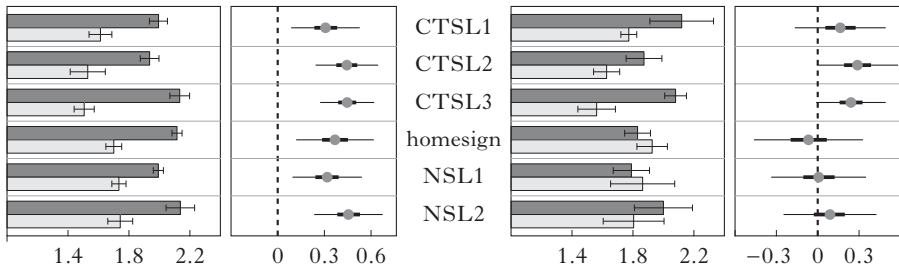 CTSL1
CTSL2
CTSL3
homesign
NSL1
NSL2
1.4 1.8 2.2 0 0.3 0.6 1.4 1.8 2.2 −0.3 0 0.3